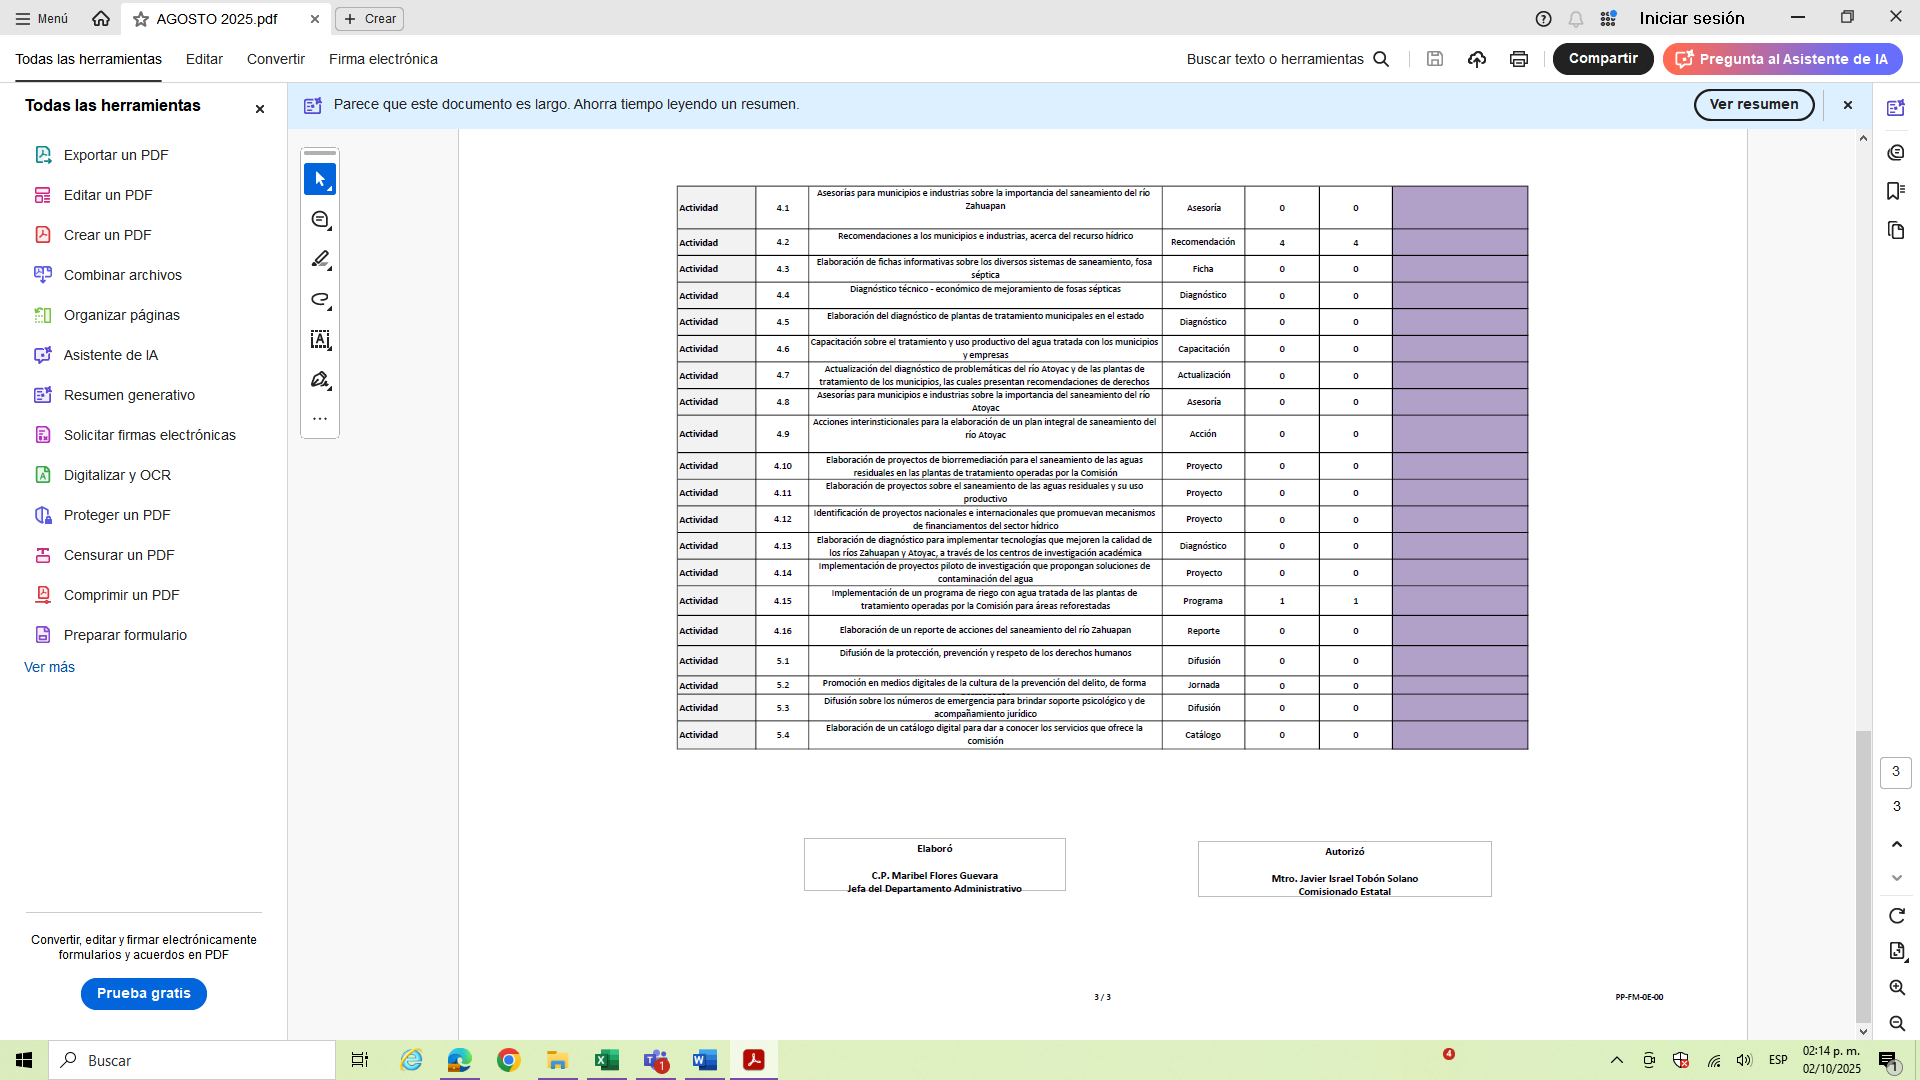 Menú
AGOSTO 2025.pdf
Crear
Iniciar sesión
Todas las herramientas
Editar
Convertir
Firma electrónica
Buscar texto o herramientas
Compartir
Pregunta al Asistente de IA
Todas las herramientas
Parece que este documento es largo. Ahorra tiempo leyendo un resumen.
Ver resumen
Exportar un PDF
Editar un PDF
Crear un PDF
Combinar archivos
Organizar páginas
Asistente de IA
Resumen generativo
Solicitar firmas electrónicas
Digitalizar y OCR
Proteger un PDF
Censurar un PDF
Comprimir un PDF
Preparar formulario
Ver más
Convertir, editar y firmar electrónicamente
formularios y acuerdos en PDF
Prueba gratis
Actividad 4.1 Asesorías para municipios e industrias sobre la importancia del saneamiento del río
Zahuapan Asesoría 0 0
Actividad 4.2 Recomendaciones a los municipios e industrias, acerca del recurso hídrico Recomendación 4 4
Actividad 4.3 Elaboración de fichas informativas sobre los diversos sistemas de saneamiento, fosa
séptica Ficha 0 0
Actividad 4.4 Diagnóstico técnico - económico de mejoramiento de fosas sépticas Diagnóstico 0 0
Actividad 4.5 Elaboración del diagnóstico de plantas de tratamiento municipales en el estado Diagnóstico 0 0
Actividad 4.6 Capacitación sobre el tratamiento y uso productivo del agua tratada con los municipios
y empresas Capacitación 0 0
Actividad 4.7 Actualización del diagnóstico de problemáticas del río Atoyac y de las plantas de
tratamiento de los municipios, las cuales presentan recomendaciones de derechos Actualización 0 0
Actividad 4.8 Asesorías para municipios e industrias sobre la importancia del saneamiento del río
Atoyac Asesoría 0 0
Actividad 4.9 Acciones interinsticionales para la elaboración de un plan integral de saneamiento del
río Atoyac Acción 0 0
Actividad 4.10 Elaboración de proyectos de biorremediación para el saneamiento de las aguas
residuales en las plantas de tratamiento operadas por la Comisión Proyecto 0 0
Actividad 4.11 Elaboración de proyectos sobre el saneamiento de las aguas residuales y su uso
productivo Proyecto 0 0
Actividad 4.12 Identificación de proyectos nacionales e internacionales que promuevan mecanismos
de financiamientos del sector hídrico Proyecto 0 0
Actividad 4.13 Elaboración de diagnóstico para implementar tecnologías que mejoren la calidad de
los ríos Zahuapan y Atoyac, a través de los centros de investigación académica Diagnóstico 0 0
Actividad 4.14 Implementación de proyectos piloto de investigación que propongan soluciones de
contaminación del agua Proyecto 0 0
Actividad 4.15 Implementación de un programa de riego con agua tratada de las plantas de
tratamiento operadas por la Comisión para áreas reforestadas Programa 1 1
Actividad 4.16 Elaboración de un reporte de acciones del saneamiento del río Zahuapan Reporte 0 0
Actividad 5.1 Difusión de la protección, prevención y respeto de los derechos humanos Difusión 0 0
Actividad 5.2 Promoción en medios digitales de la cultura de la prevención del delito, de forma Jornada 0 0
Actividad 5.3 Difusión sobre los números de emergencia para brindar soporte psicológico y de
acompañamiento jurídico Difusión 0 0
Actividad 5.4 Elaboración de un catálogo digital para dar a conocer los servicios que ofrece la
comisión Catálogo 0 0
Elaboró
C.P. Maribel Flores Guevara
Jefa del Departamento Administrativo
Autorizó
Mtro. Javier Israel Tobón Solano
Comisionado Estatal
3 / 3
PP-FM-0E-00
3
3
Buscar
1
4
ESP
02:14 p. m.
02/10/2025
1